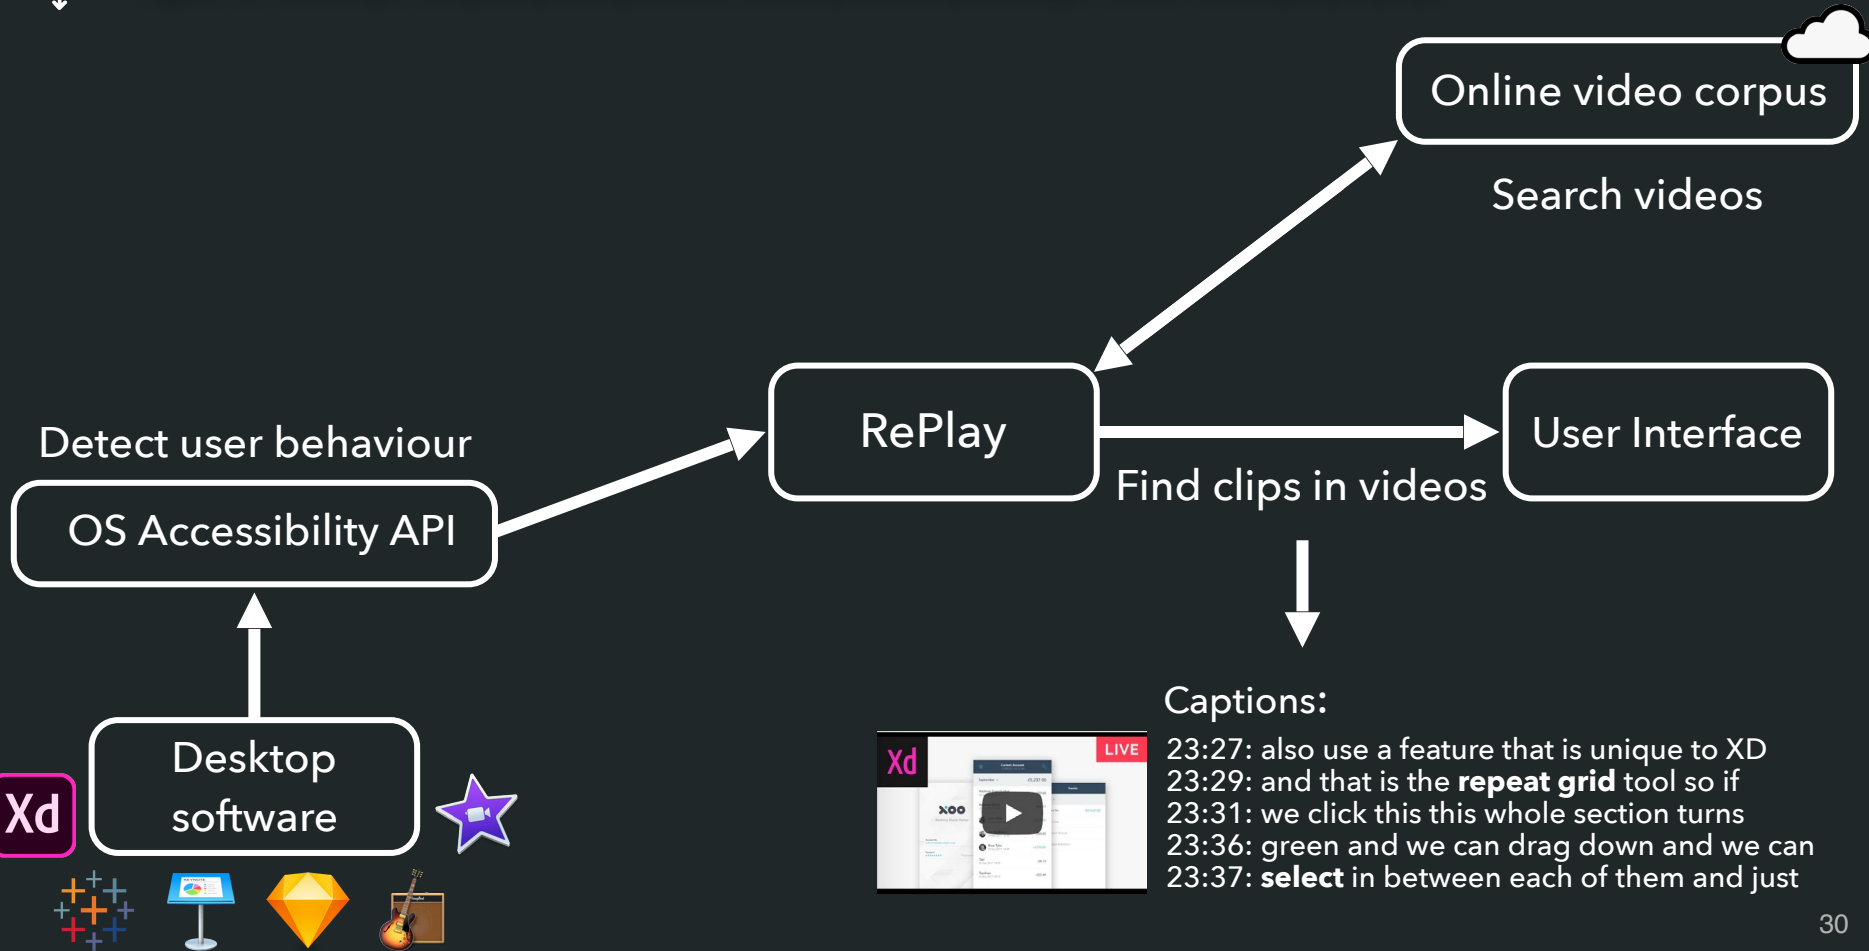 Online video corpus
Search videos
RePlay
User Interface
Find clips in videos
Detect user behaviour
OS Accessibility API
Desktop
software
Xd
Captions:
Xd
LIVE
xoo
23:27: also use a feature that is unique to XD
23:29: and that is the repeat grid tool so if
23:31: we click this this whole section turns
23:36: green and we can drag down and we can
23:37: select in between each of them and just
30